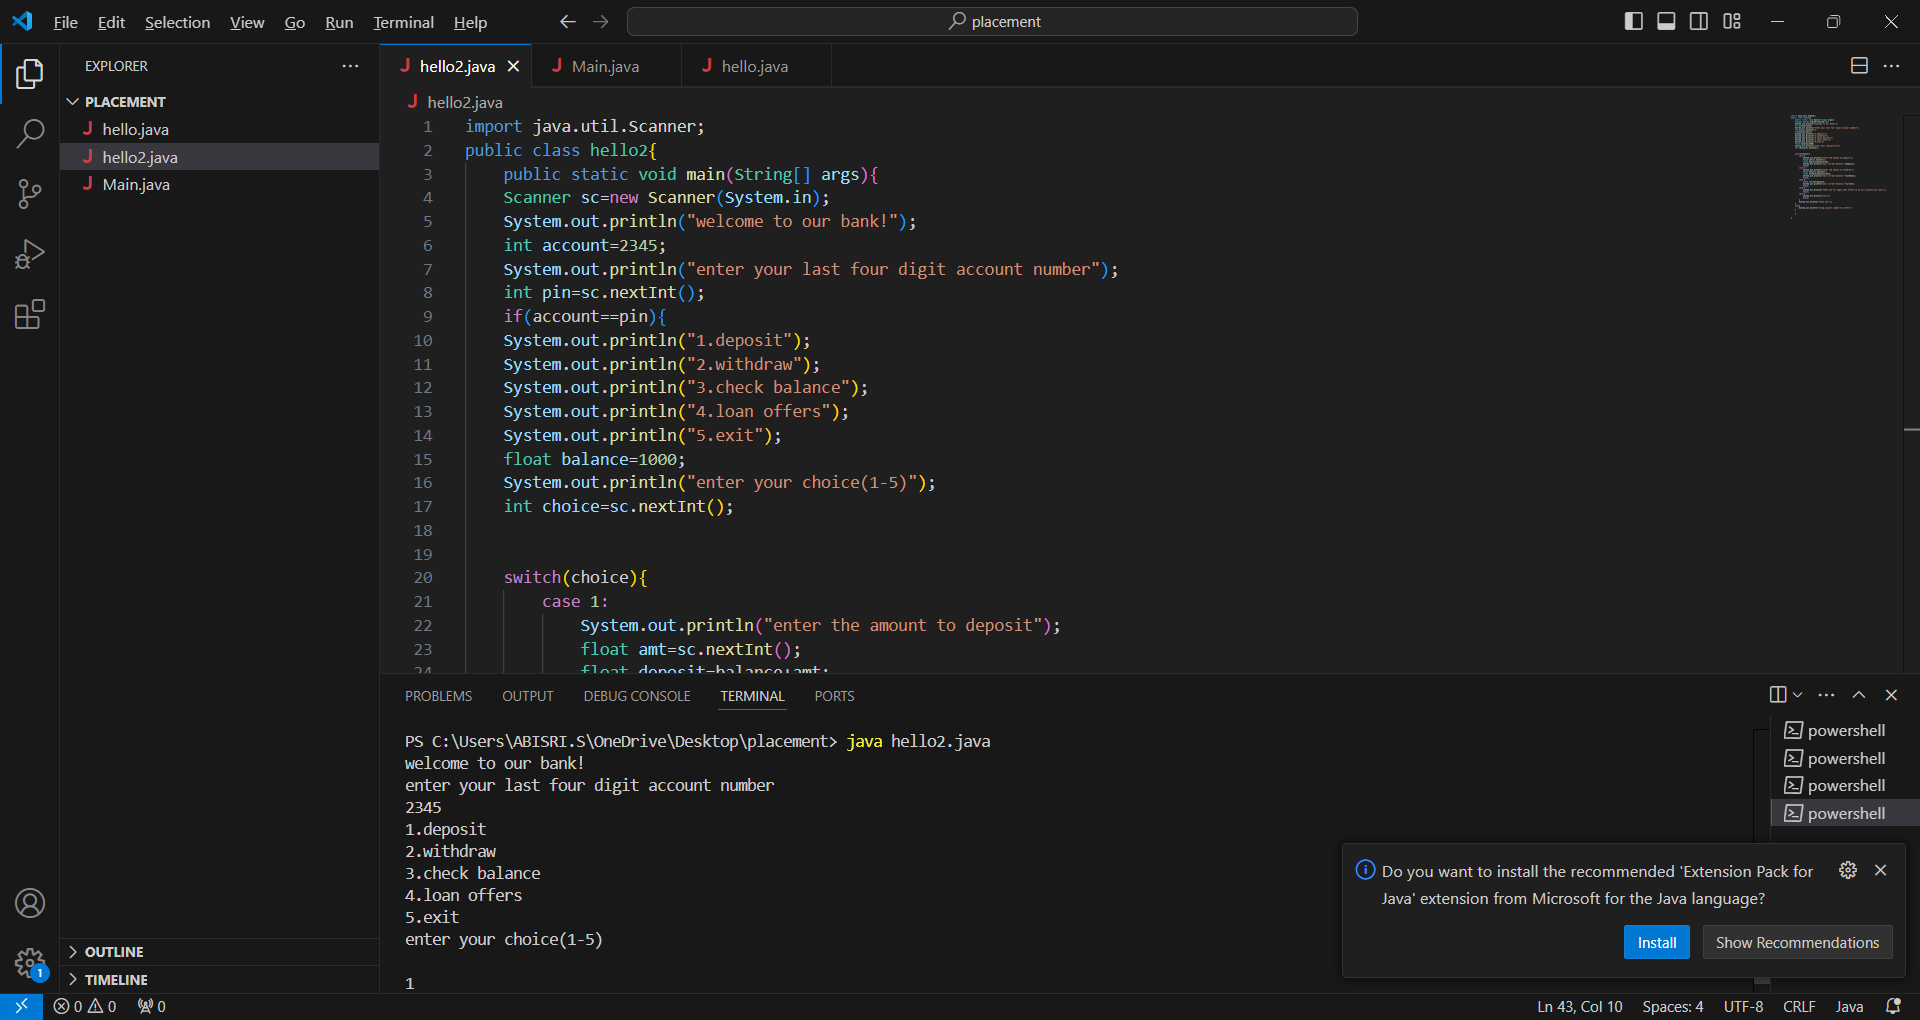 File Edit Selection View Go Run Terminal Help
placement
EXPLORER
PLACEMENT
hello.java
hello2.java
Main.java
OUTLINE
TIMELINE
hello2.java Main.java hello.java
hello2.java
1 import java.util.Scanner;
2 public class hello2{
3 public static void main(String[] args){
4 Scanner sc=new Scanner(System.in);
5 System.out.println("welcome to our bank!");
6 int account=2345;
7 System.out.println("enter your last four digit account number");
8 int pin=sc.nextInt();
9 if(account==pin){
10 System.out.println("1.deposit");
11 System.out.println("2.withdraw");
12 System.out.println("3.check balance");
13 System.out.println("4.loan offers");
14 System.out.println("5.exit");
15 float balance=1000;
16 System.out.println("enter your choice(1-5)");
17 int choice=sc.nextInt();
18
19
20 switch(choice){
21 case 1:
22 System.out.println("enter the amount to deposit");
23 float amt=sc.nextInt();
24 float deposit=balance+amt;
PROBLEMS OUTPUT DEBUG CONSOLE TERMINAL PORTS
PS C:\Users\ABISRI.S\OneDrive\Desktop\placement> java hello2.java
welcome to our bank!
enter your last four digit account number
2345
1.deposit
2.withdraw
3.check balance
4.loan offers
5.exit
enter your choice(1-5)
1
powershell
powershell
powershell
powershell
Do you want to install the recommended 'Extension Pack for
Java' extension from Microsoft for the Java language?
Install Show Recommendations
1
0 0 0
Ln 43, Col 10 Spaces: 4 UTF-8 CRLF Java